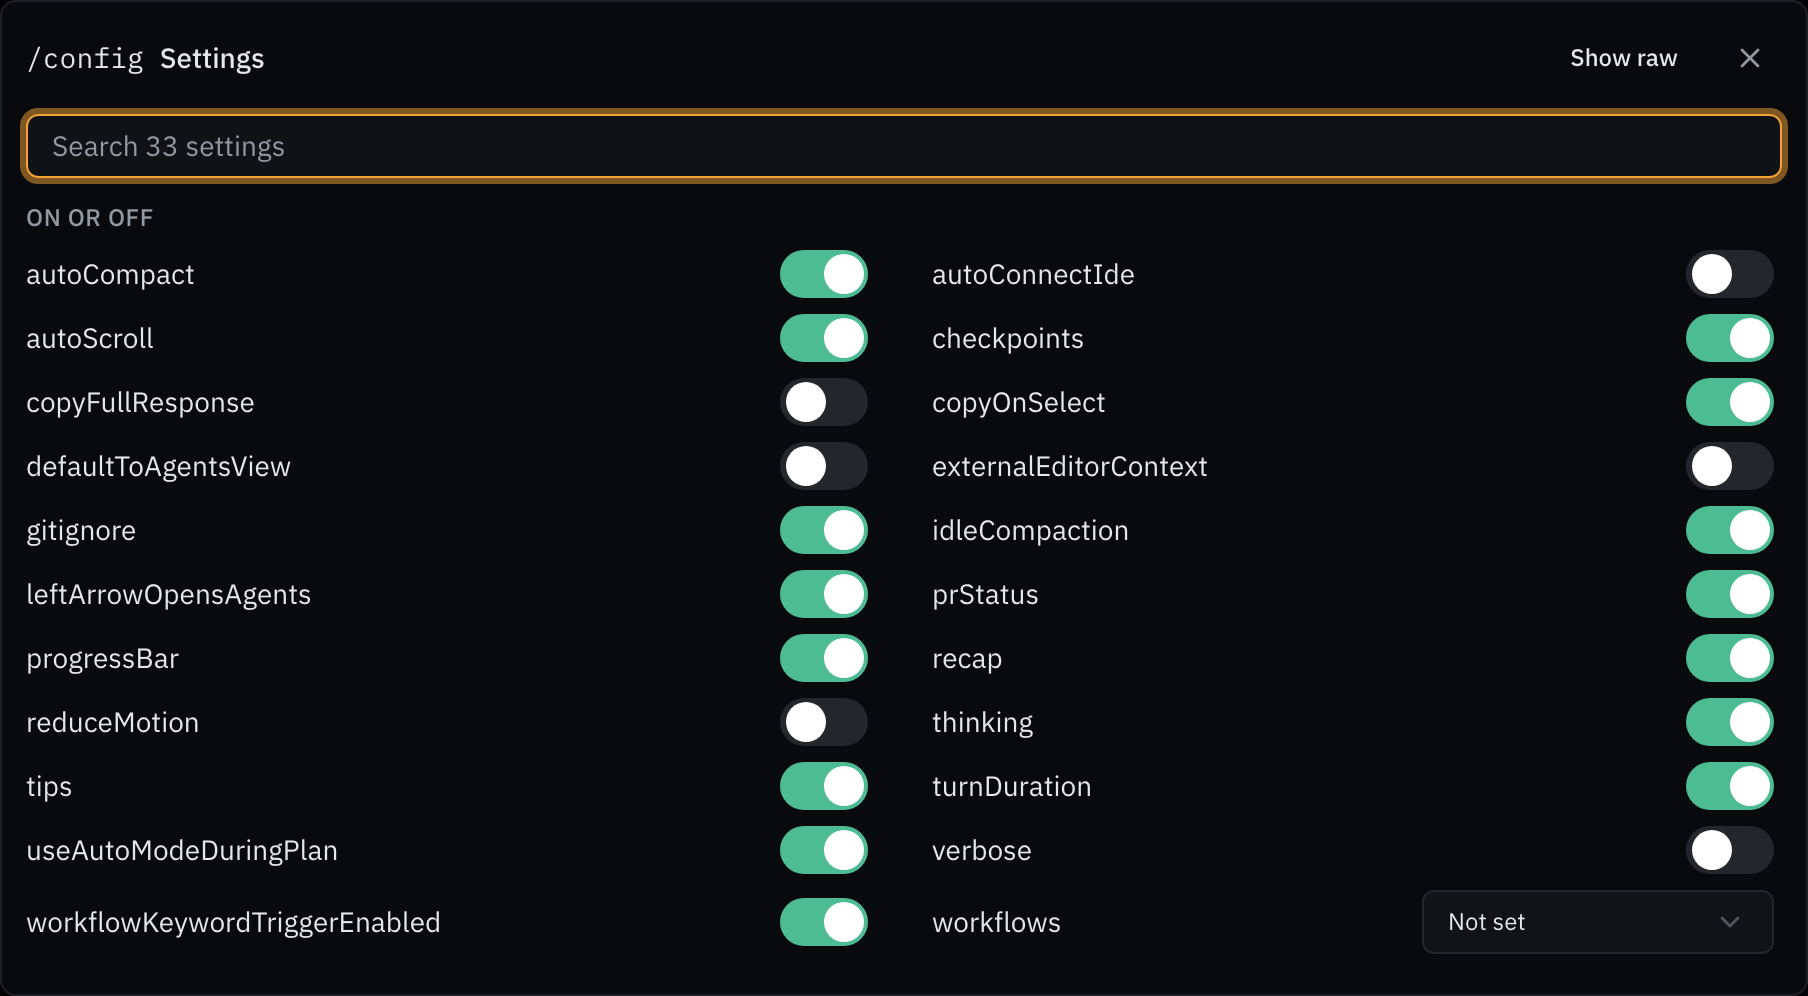 /config Settings
Show raw
Search 33 settings
ON OR OFF
autoCompact
autoConnectIde
autoScroll
checkpoints
copyFullResponse
copyOnSelect
defaultToAgentsView
externalEditorContext
gitignore
idleCompaction
leftArrowOpensAgents
prStatus
progressBar
recap
reduceMotion
thinking
tips
turnDuration
useAutoModeDuringPlan
verbose
workflowKeywordTriggerEnabled
workflows
Not set